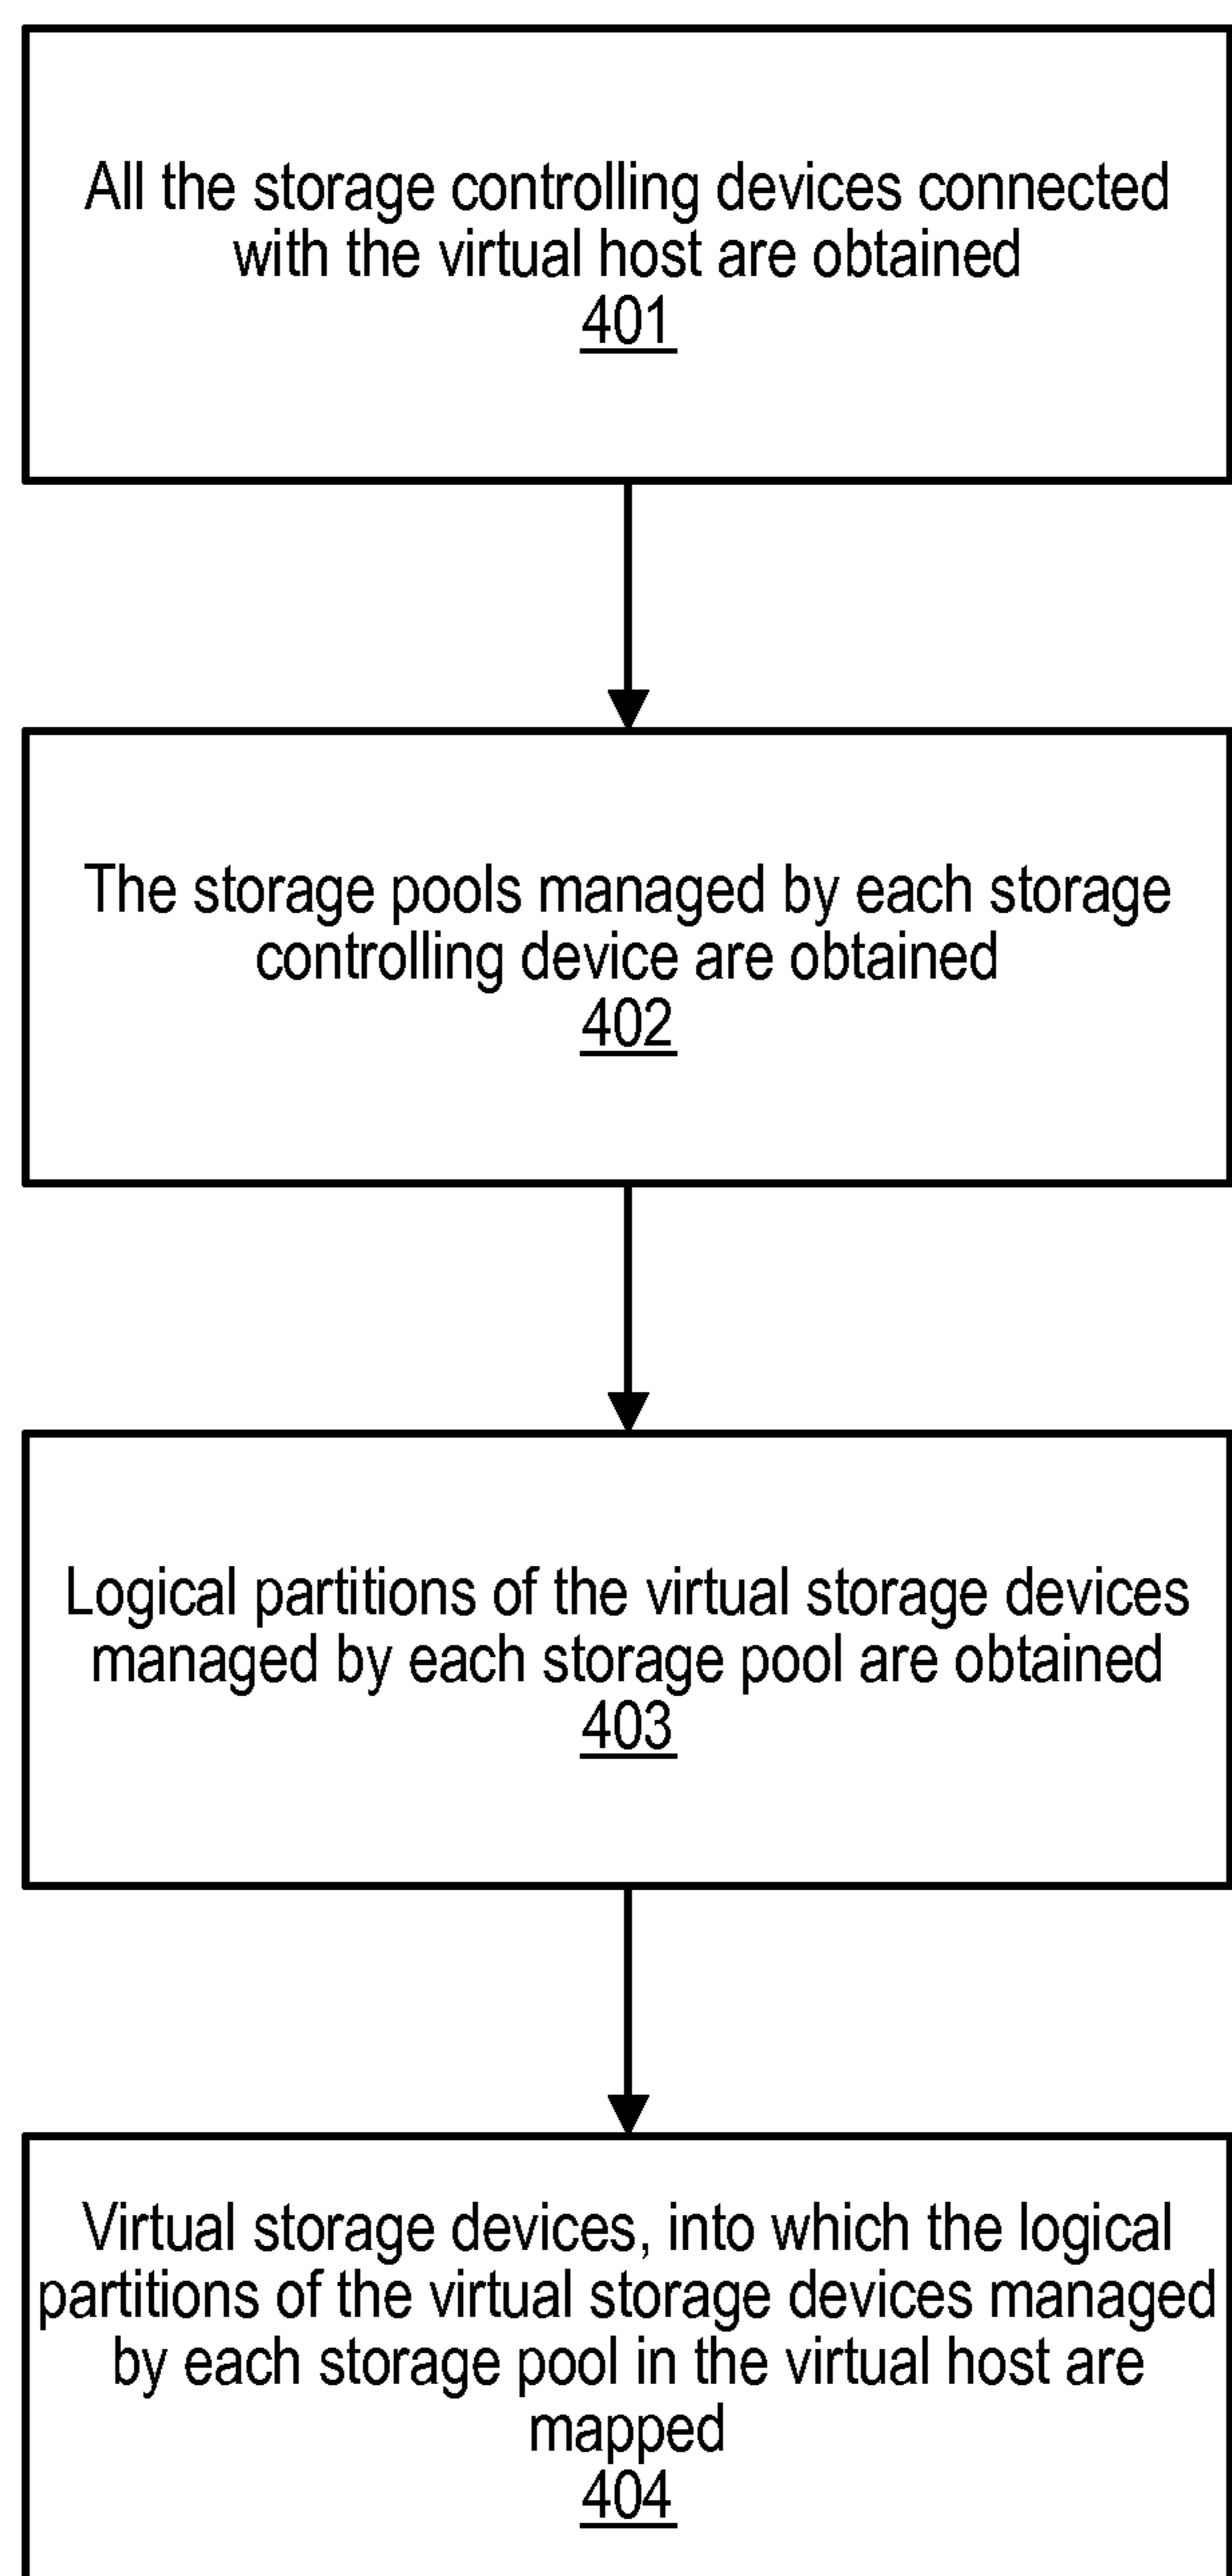 All the storage controlling devices connected
with the virtual host are obtained
401
The storage pools managed by each storage
controlling device are obtained
402
Logical partitions of the virtual storage devices
managed by each storage pool are obtained
403
Virtual storage devices, into which the logical
partitions of the virtual storage devices managed
by each storage pool in the virtual host are
mapped
404